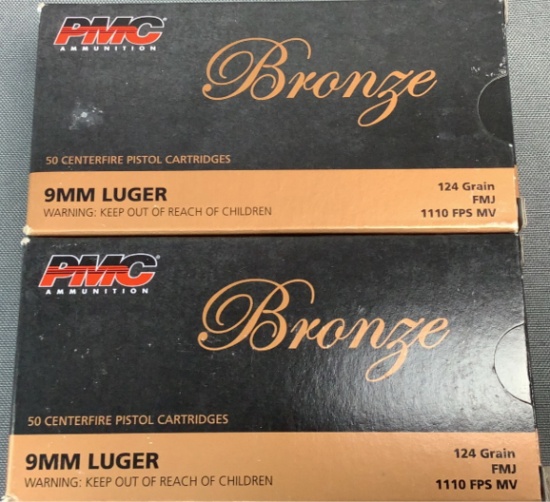 PMC®
AMMUNITION
Bronze
50 CENTERFIRE PISTOL CARTRIDGES
9MM LUGER
WARNING: KEEP OUT OF REACH OF CHILDREN
124 Grain
FMJ
1110 FPS MV
PMC®
AMMUNITION
Bronze
50 CENTERFIRE PISTOL CARTRIDGES
9MM LUGER
WARNING: KEEP OUT OF REACH OF CHILDREN
124 Grain
FMJ
1110 FPS MV